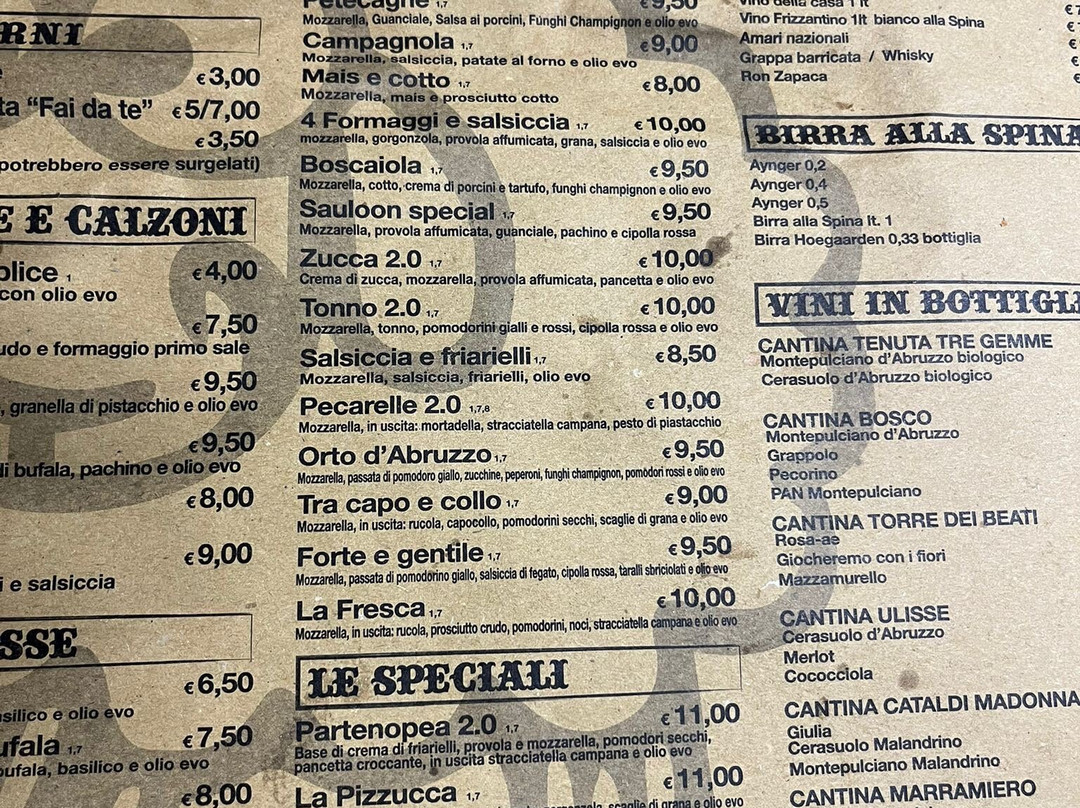 RNI
€3,00
ta “Fai da te” €5/7,00
€3,50
potrebbero essere surgelati)
E E CALZONI
plice 1 €4,00
con olio evo
€7,50
udo e formaggio primo sale
€9,50
, granella di pistacchio e olio evo
€9,50
di bufala, pachino e olio evo
€8,00
€9,00
i e salsiccia
SSE
€6,50
asilico e olio evo
ufala 1,7 €7,50
bufala, basilico e olio evo
€8,00
Pelecagne 1,7 €9,50
Mozzarella, Guanciale, Salsa ai porcini, Funghi Champignon e olio evo
Campagnola 1,7 €9,00
Mozzarella, salsiccia, patate al forno e olio evo
Mais e cotto 1,7 €8,00
Mozzarella, mais e prosciutto cotto
4 Formaggi e salsiccia 1,7 €10,00
mozzarella, gorgonzola, provola affumicata, grana, salsiccia e olio evo
Boscaiola 1,7 €9,50
Mozzarella, cotto, crema di porcini e tartufo, funghi champignon e olio evo
Sauloon special 1,7 €9,50
Mozzarella, provola affumicata, guanciale, pachino e cipolla rossa
Zucca 2.0 1,7 €10,00
Crema di zucca, mozzarella, provola affumicata, pancetta e olio evo
Tonno 2.0 1,7 €10,00
Mozzarella, tonno, pomodorini gialli e rossi, cipolla rossa e olio evo
Salsiccia e friarielli 1,7 €8,50
Mozzarella, salsiccia, friarielli, olio evo
Pecarelle 2.0 1,7,8 €10,00
Mozzarella, in uscita: mortadella, stracciatella campana, pesto di piastacchio
Orto d’Abruzzo 1,7 €9,50
Mozzarella, passata di pomodoro giallo, zucchine, peperoni, funghi champignon, pomodori rossi e olio evo
Tra capo e collo 1,7 €9,00
Mozzarella, in uscita: rucola, capocollo, pomodorini secchi, scaglie di grana e olio evo
Forte e gentile 1,7 €9,50
Mozzarella, passata di pomodorino giallo, salsiccia di fegato, cipolla rossa, taralli sbriciolati e olio evo
La Fresca 1,7 €10,00
Mozzarella, in uscita: rucola, prosciutto crudo, pomodorini, noci, stracciatella campana e olio evo
LE SPECIALI
Partenopea 2.0 1,7 €11,00
Base di crema di friarielli, provola e mozzarella, pomodori secchi,
pancetta croccante, in uscita stracciatella campana e olio evo
La Pizzucca 1,7 €11,00
scaglie di grana e olio evo
Vino della casa 1 lt
Vino Frizzantino 1lt bianco alla Spina
Amari nazionali
Grappa barricata / Whisky
Ron Zapaca
BIRRA ALLA SPINA
Aynger 0,2
Aynger 0,4
Aynger 0,5
Birra alla Spina lt. 1
Birra Hoegaarden 0,33 bottiglia
VINI IN BOTTIGLI
CANTINA TENUTA TRE GEMME
Montepulciano d’Abruzzo biologico
Cerasuolo d’Abruzzo biologico
CANTINA BOSCO
Montepulciano d’Abruzzo
Grappolo
Pecorino
PAN Montepulciano
CANTINA TORRE DEI BEATI
Rosa-ae
Giocheremo con i fiori
Mazzamurello
CANTINA ULISSE
Cerasuolo d’Abruzzo
Merlot
Cococciola
CANTINA CATALDI MADONNA
Giulia
Cerasuolo Malandrino
Montepulciano Malandrino
CANTINA MARRAMIERO